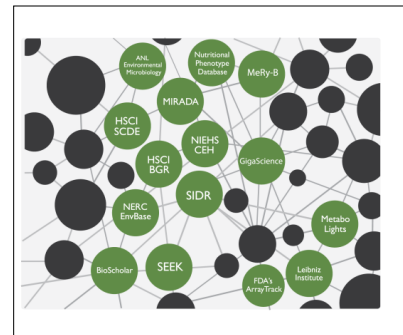 ANL
Environmental
Microbiology
Nutritional
Phenotype
Database
MeRy-B
MIRADA
HSCI
SCDE
NIEHS
CEH
HSCI
BGR
GigaScience
SIDR
NERC
EnvBase
Metabo
Lights
BioScholar
SEEK
FDA's
ArrayTrack
Leibniz
Institute